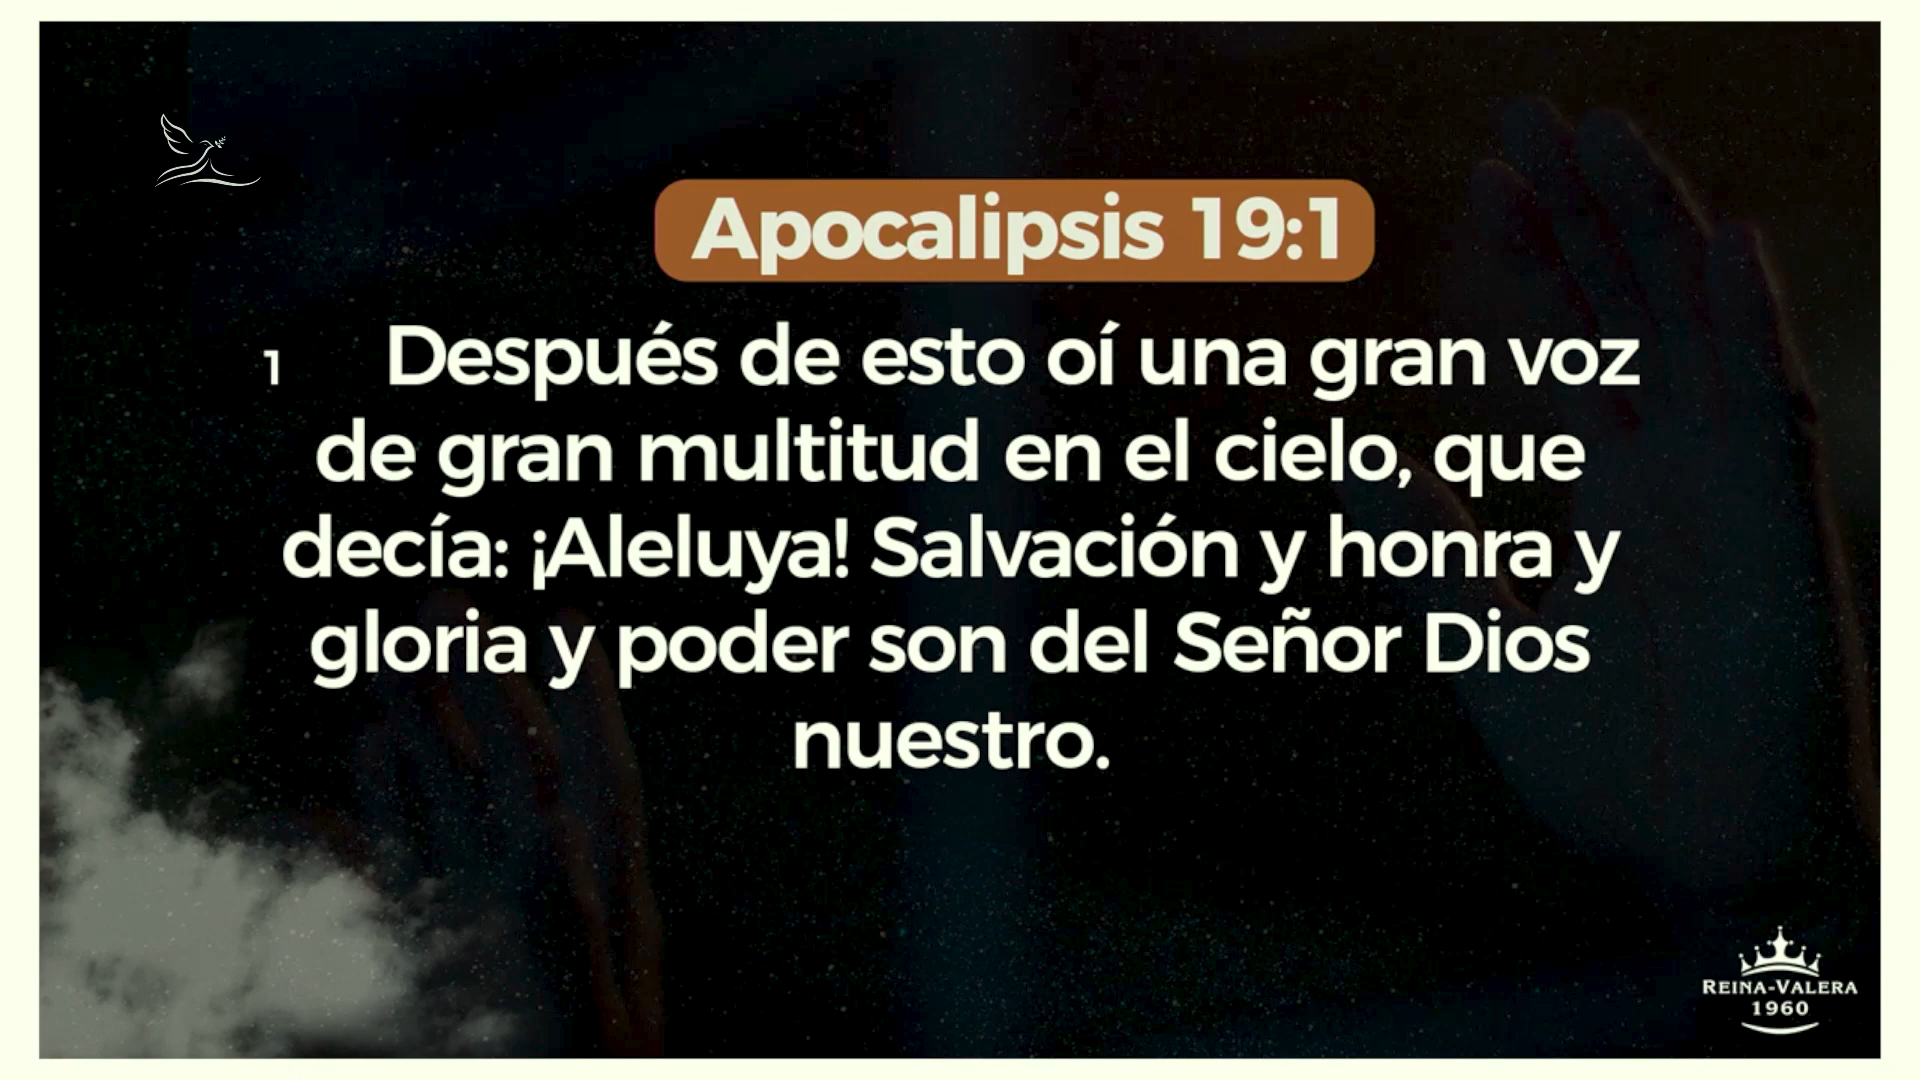 Apocalipsis 19:1
1 Después de esto oí una gran voz
de gran multitud en el cielo, que
decía: ¡Aleluya! Salvación y honra y
gloria y poder son del Señor Dios
nuestro.
REINA-VALERA
1960